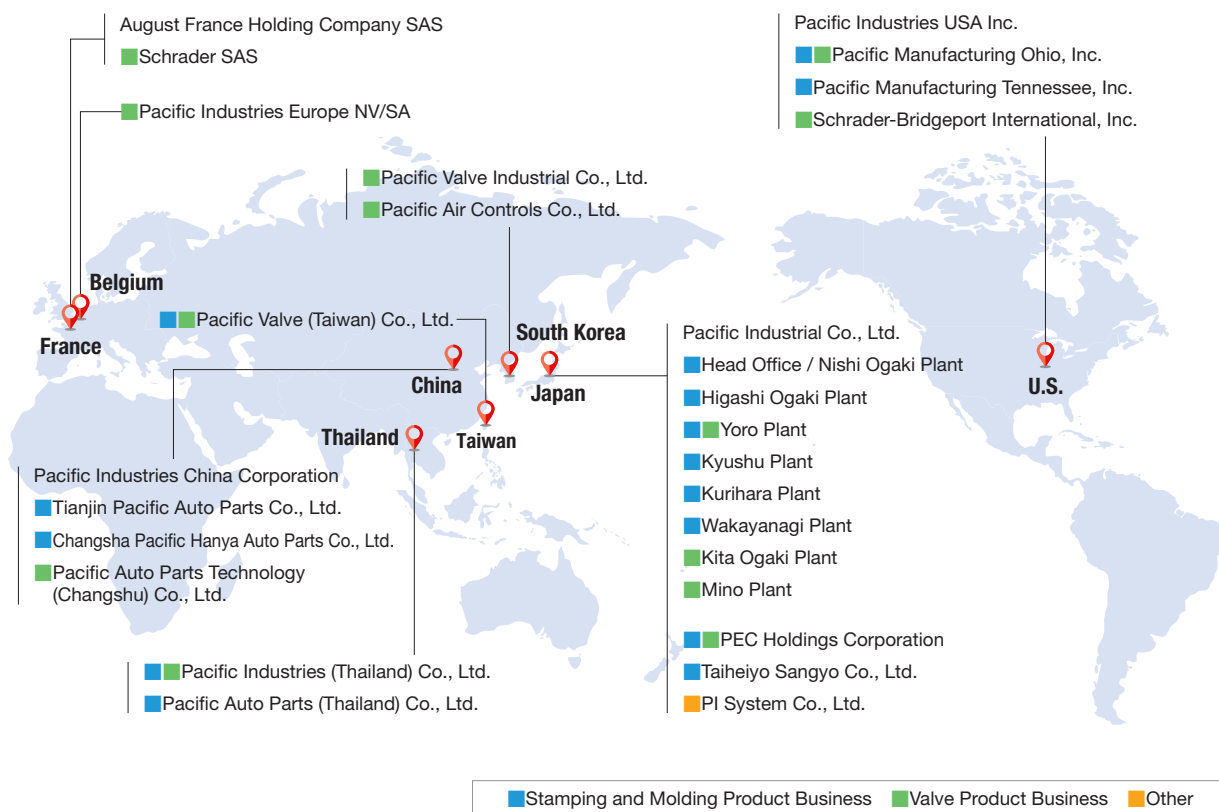 August France Holding Company SAS
Schrader SAS
Pacific Industries Europe NV/SA
Pacific Industries USA Inc.
Pacific Manufacturing Ohio, Inc.
Pacific Manufacturing Tennessee, Inc.
Schrader-Bridgeport International, Inc.
Pacific Valve Industrial Co., Ltd.
Pacific Air Controls Co., Ltd.
Belgium
France
Pacific Valve (Taiwan) Co., Ltd.
South Korea
China
Japan
Thailand
Taiwan
U.S.
Pacific Industrial Co., Ltd.
Head Office / Nishi Ogaki Plant
Higashi Ogaki Plant
Yoro Plant
Kyushu Plant
Kurihara Plant
Wakayanagi Plant
Kita Ogaki Plant
Mino Plant
PEC Holdings Corporation
Taiheiyo Sangyo Co., Ltd.
PI System Co., Ltd.
Pacific Industries China Corporation
Tianjin Pacific Auto Parts Co., Ltd.
Changsha Pacific Hanya Auto Parts Co., Ltd.
Pacific Auto Parts Technology
(Changshu) Co., Ltd.
Pacific Industries (Thailand) Co., Ltd.
Pacific Auto Parts (Thailand) Co., Ltd.
Stamping and Molding Product Business
Valve Product Business
Other